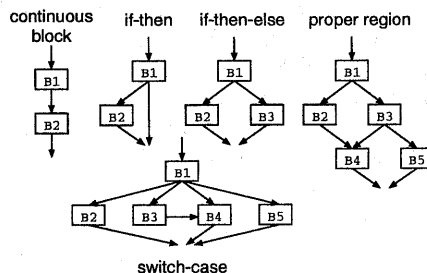 continuous block
if-then
if-then-else
proper region
B1
B1
B1
B1
B2
B2
B2
B3
B2
B3
B4
B5
B1
B2
B3
B4
B5
switch-case